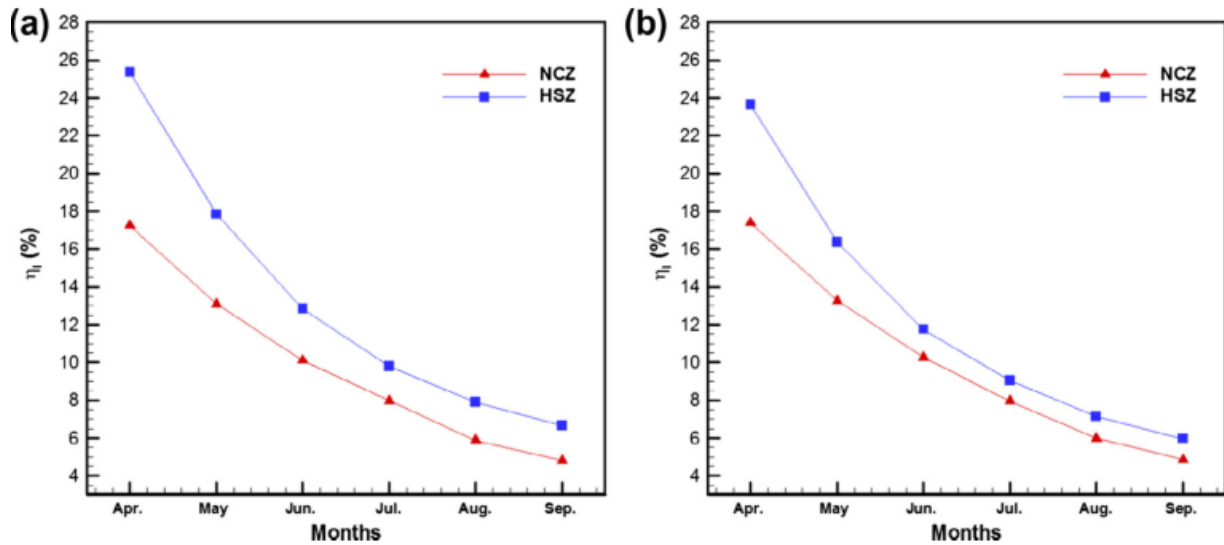 (a)
28
26
24
22
20
18
16
14
12
10
8
6
4
η_I (%)
NCZ
HSZ
Apr. May Jun. Jul. Aug. Sep.
Months
(b)
28
26
24
22
20
18
16
14
12
10
8
6
4
η_I (%)
NCZ
HSZ
Apr. May Jun. Jul. Aug. Sep.
Months